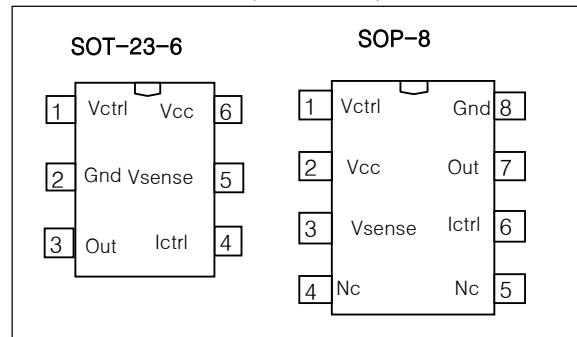 SOT-23-6
1 Vctrl Vcc 6
2 Gnd Vsense 5
3 Out Ictrl 4
SOP-8
1 Vctrl Gnd 8
2 Vcc Out 7
3 Vsense Ictrl 6
4 Nc Nc 5